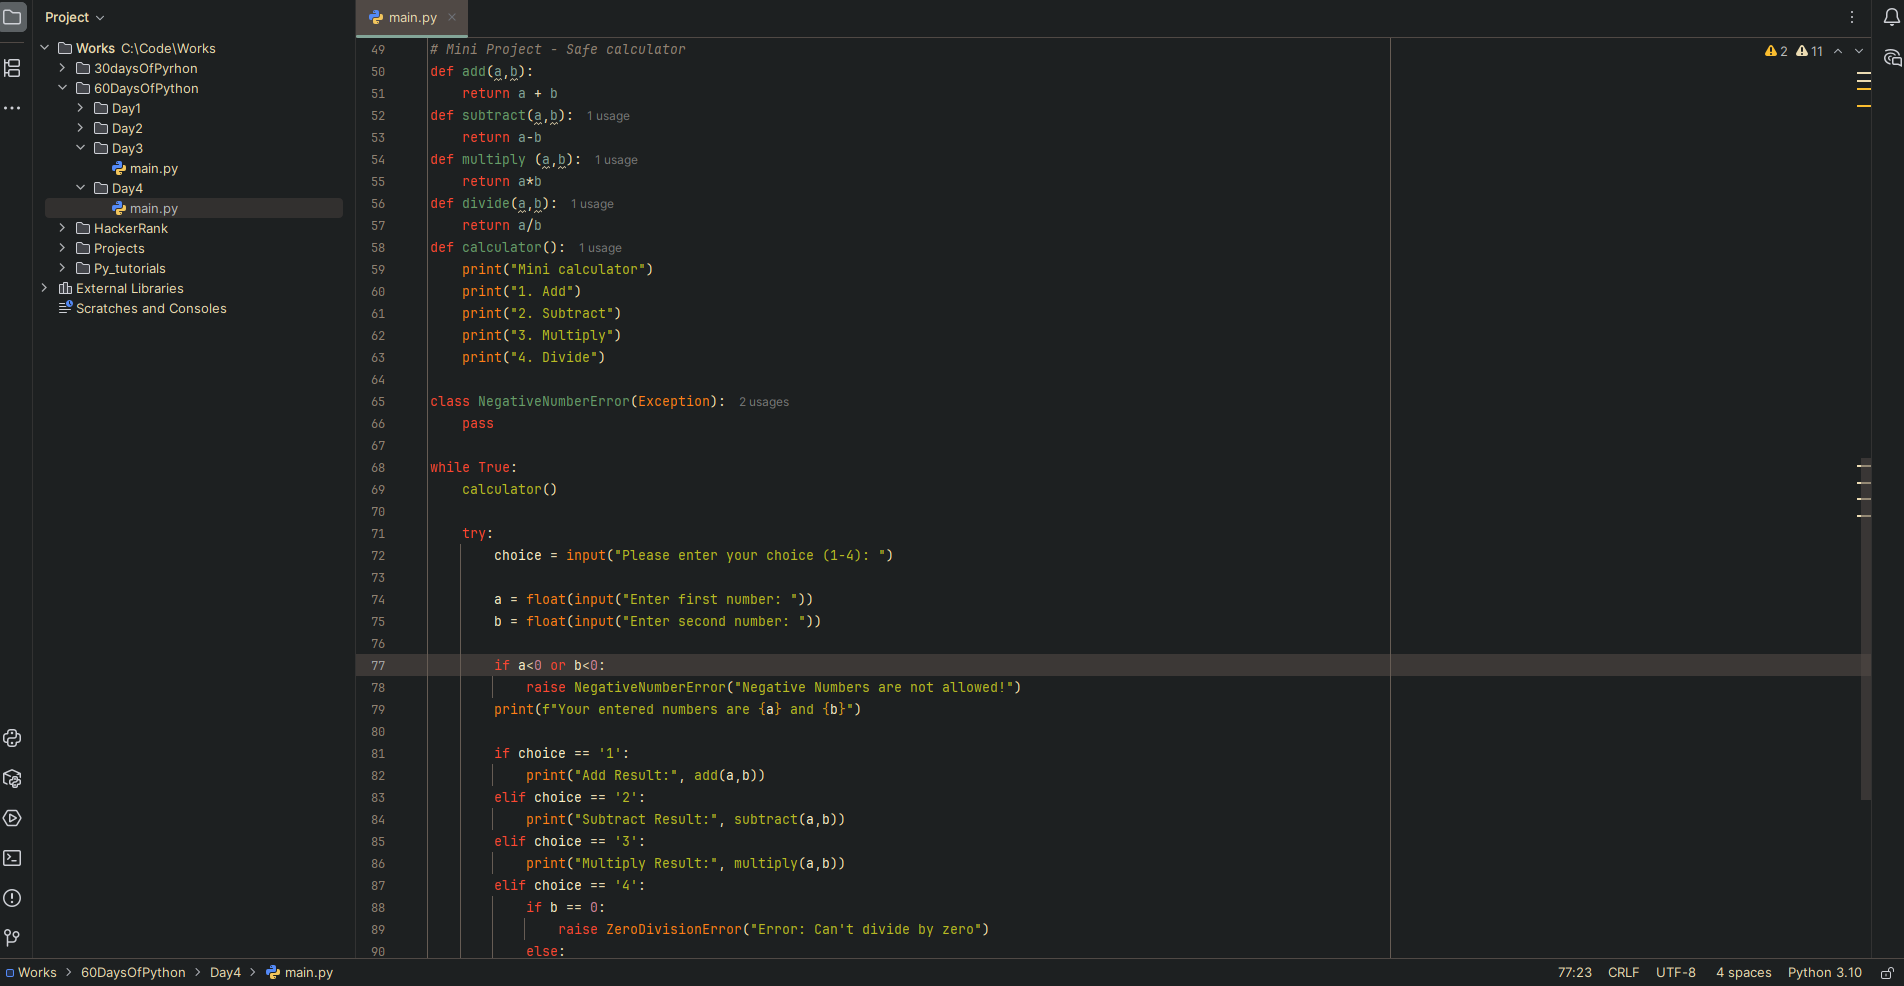 Project
Works C:\Code\Works
30daysOfPyrhon
60DaysOfPython
Day1
Day2
Day3
main.py
Day4
main.py
HackerRank
Projects
Py_tutorials
External Libraries
Scratches and Consoles
main.py
2 11
49 # Mini Project - Safe calculator
50 def add(a,b):
51     return a + b
52 def subtract(a,b): 1 usage
53     return a-b
54 def multiply (a,b): 1 usage
55     return a*b
56 def divide(a,b): 1 usage
57     return a/b
58 def calculator(): 1 usage
59     print("Mini calculator")
60     print("1. Add")
61     print("2. Subtract")
62     print("3. Multiply")
63     print("4. Divide")
64
65 class NegativeNumberError(Exception): 2 usages
66     pass
67
68 while True:
69     calculator()
70
71     try:
72         choice = input("Please enter your choice (1-4): ")
73
74         a = float(input("Enter first number: "))
75         b = float(input("Enter second number: "))
76
77         if a<0 or b<0:
78             raise NegativeNumberError("Negative Numbers are not allowed!")
79         print(f"Your entered numbers are {a} and {b}")
80
81         if choice == '1':
82             print("Add Result:", add(a,b))
83         elif choice == '2':
84             print("Subtract Result:", subtract(a,b))
85         elif choice == '3':
86             print("Multiply Result:", multiply(a,b))
87         elif choice == '4':
88             if b == 0:
89                 raise ZeroDivisionError("Error: Can't divide by zero")
90             else:
Works > 60DaysOfPython > Day4 > main.py
77:23 CRLF UTF-8 4 spaces Python 3.10